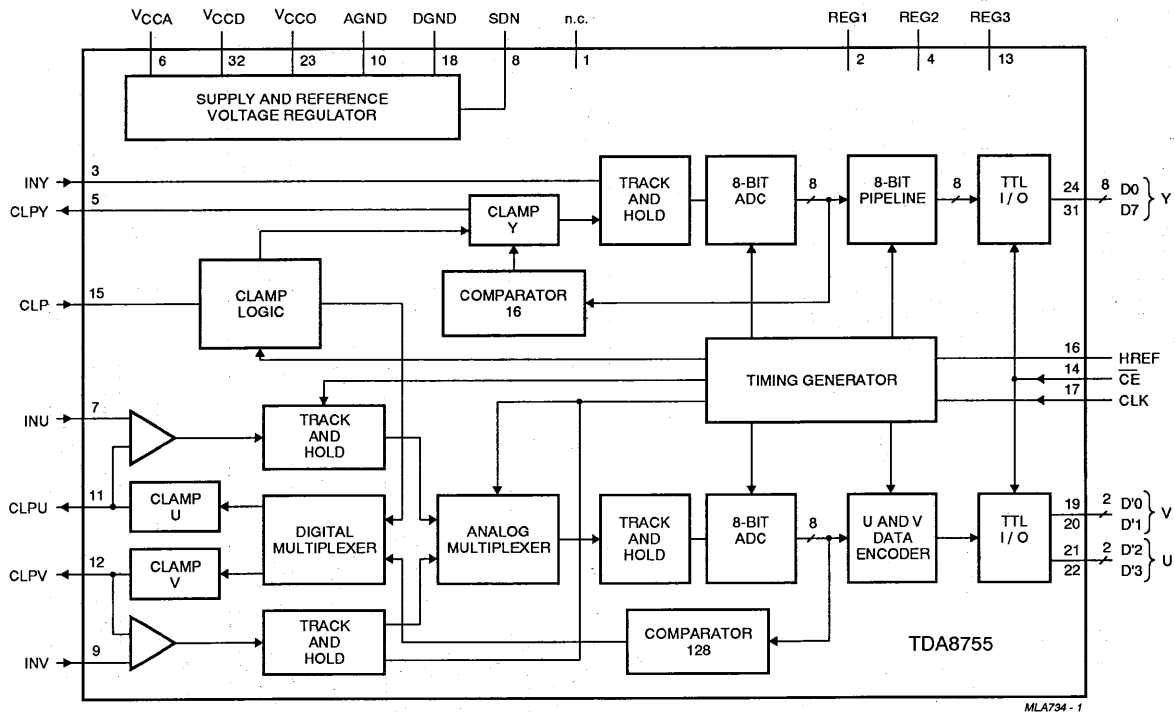 VCCA VCCD VCCO AGND DGND SDN n.c. REG1 REG2 REG3
6 32 23 10 18 8 1 2 4 13
SUPPLY AND REFERENCE
VOLTAGE REGULATOR
INY 3
CLPY 5
CLAMP
Y
TRACK
AND
HOLD
8-BIT
ADC
8
8-BIT
PIPELINE
8
TTL
I / O
24
31
8
D0
D7
Y
CLP 15
CLAMP
LOGIC
COMPARATOR
16
TIMING GENERATOR
16 HREF
14 CE
17 CLK
INU 7
TRACK
AND
HOLD
CLPU 11
CLAMP
U
DIGITAL
MULTIPLEXER
ANALOG
MULTIPLEXER
TRACK
AND
HOLD
8-BIT
ADC
8
U AND V
DATA
ENCODER
TTL
I / O
19
20
2
D'0
D'1
V
21
22
2
D'2
D'3
U
CLPV 12
CLAMP
V
INV 9
TRACK
AND
HOLD
COMPARATOR
128
TDA8755
MLA734 - 1